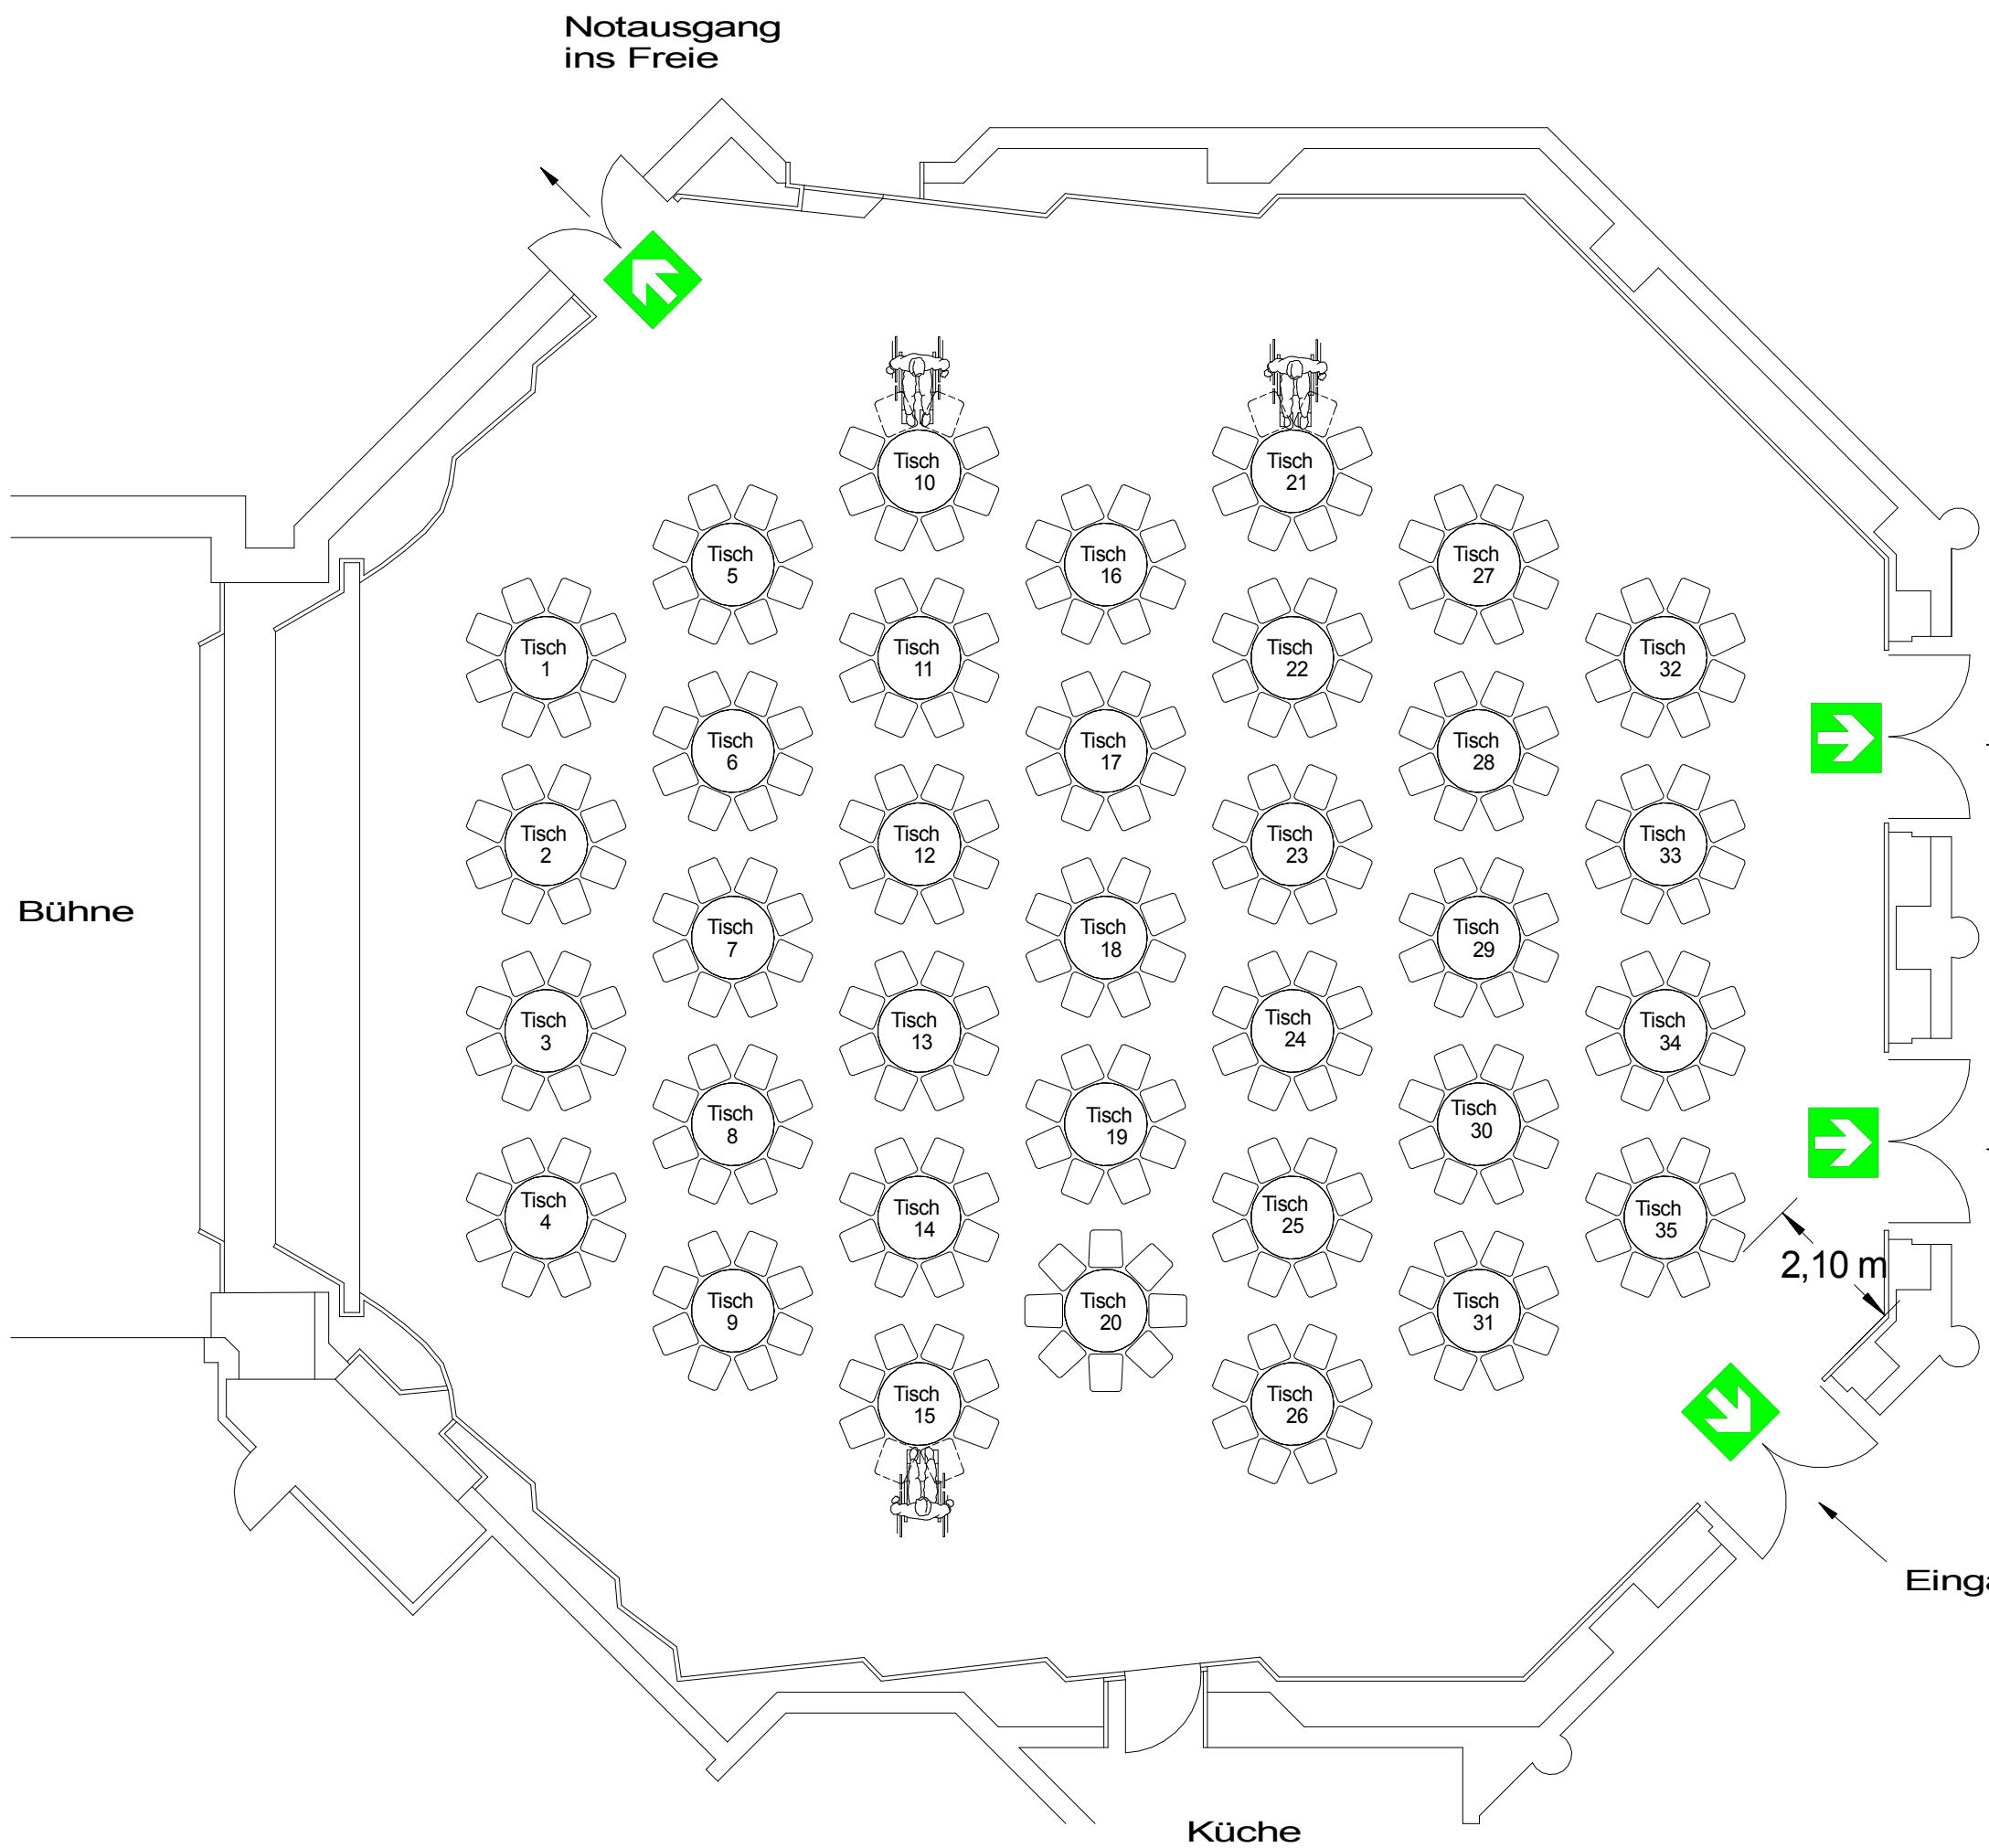 Notausgang
ins Freie
Tisch
10
Tisch
21
Tisch
5
Tisch
16
Tisch
27
Tisch
1
Tisch
11
Tisch
22
Tisch
32
Tisch
6
Tisch
17
Tisch
28
Tisch
2
Tisch
12
Tisch
23
Tisch
33
Bühne
Tisch
7
Tisch
18
Tisch
29
Tisch
3
Tisch
13
Tisch
24
Tisch
34
Tisch
8
Tisch
19
Tisch
30
Tisch
4
Tisch
14
Tisch
25
Tisch
35
2,10 m
Tisch
9
Tisch
20
Tisch
31
Tisch
15
Tisch
26
Küche